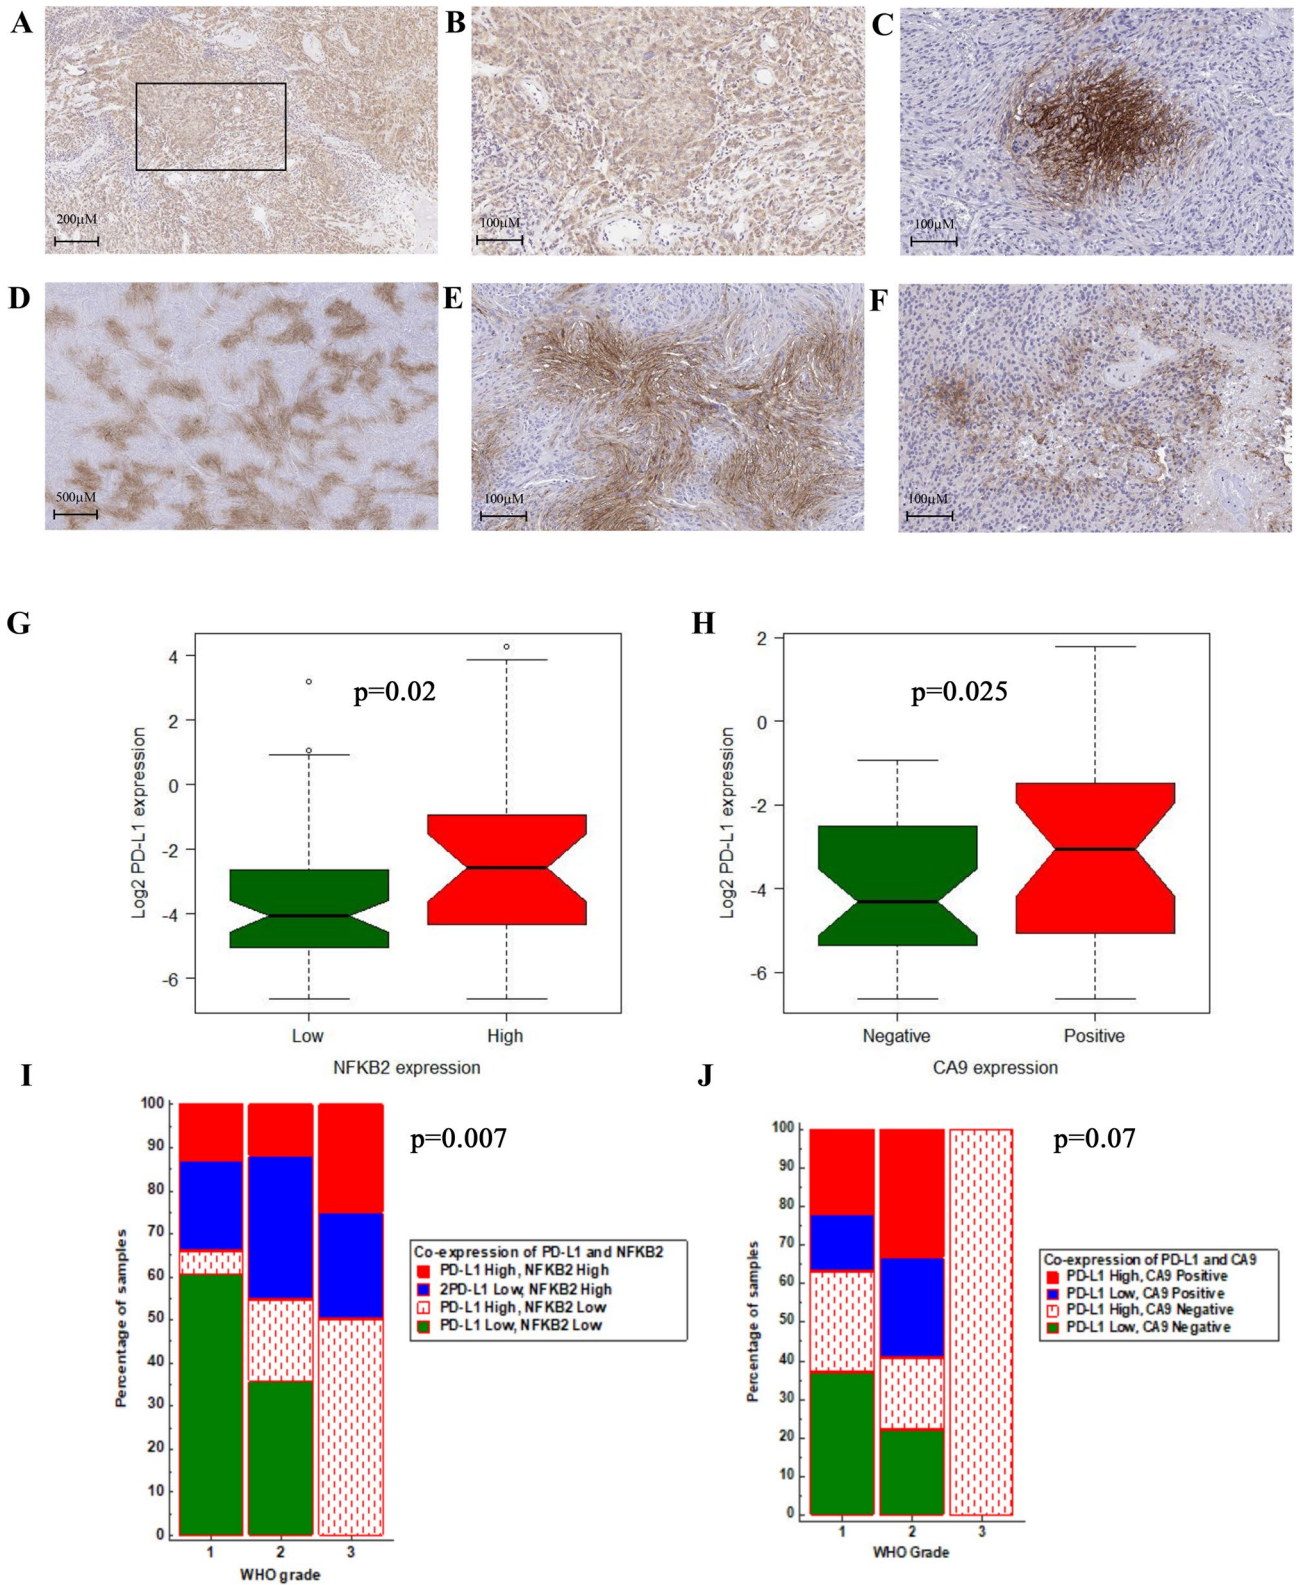 A
B
C
200μM
100μM
100μM
D
E
F
500μM
100μM
100μM
G
H
p=0.02
p=0.025
Log2 PD-L1 expression
4
2
0
-2
-4
-6
Low
High
NFKB2 expression
Log2 PD-L1 expression
2
0
-2
-4
-6
Negative
Positive
CA9 expression
I
J
p=0.007
Percentage of samples
100
90
80
70
60
50
40
30
20
10
0
1
2
3
WHO grade
Co-expression of PD-L1 and NFKB2
PD-L1 High, NFKB2 High
2PD-L1 Low, NFKB2 High
PD-L1 High, NFKB2 Low
PD-L1 Low, NFKB2 Low
p=0.07
Percentage of samples
100
90
80
70
60
50
40
30
20
10
0
1
2
3
WHO Grade
Co-expression of PD-L1 and CA9
PD-L1 High, CA9 Positive
PD-L1 Low, CA9 Positive
PD-L1 High, CA9 Negative
PD-L1 Low, CA9 Negative